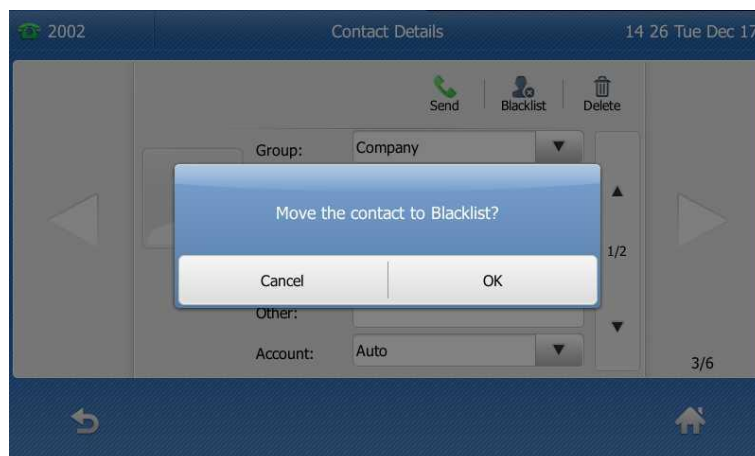 2002 Contact Details 14 26 Tue Dec 17
Send Blacklist Delete
Group: Company
Move the contact to Blacklist?
1/2
Cancel OK
Other:
Account: Auto
3/6